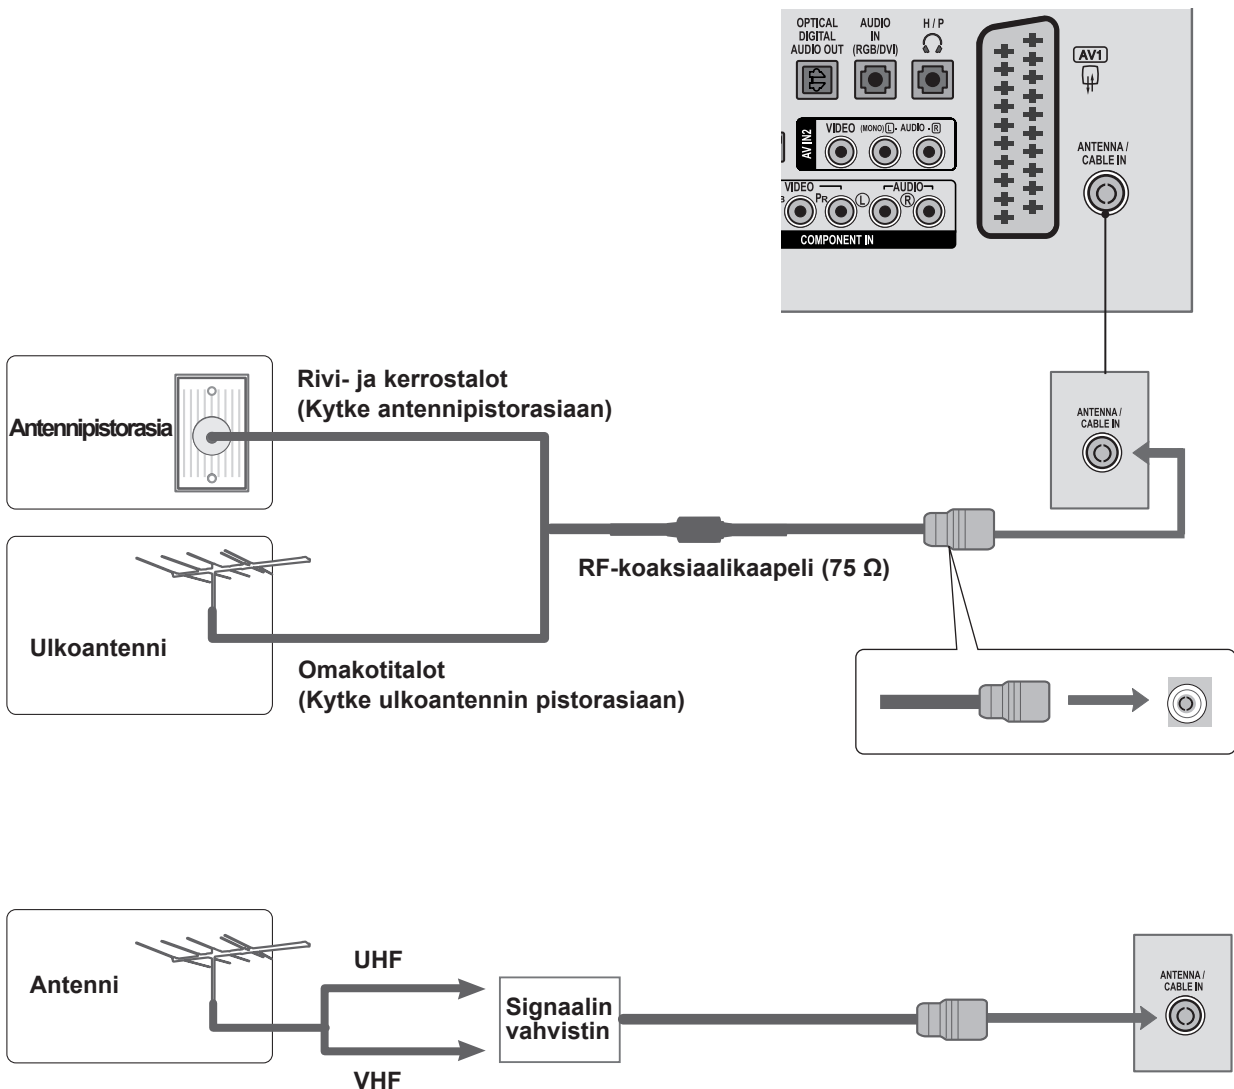 OPTICAL DIGITAL AUDIO OUT
AUDIO IN (RGB/DVI)
H / P
AV1
AV IN2
VIDEO (MONO) L - AUDIO - R
ANTENNA / CABLE IN
VIDEO
AUDIO
B
PR
L
R
COMPONENT IN
Antennipistorasia
Rivi- ja kerrostalot
(Kytke antennipistorasiaan)
ANTENNA /
CABLE IN
RF-koaksiaalikaapeli (75 Ω)
Ulkoantenni
Omakotitalot
(Kytke ulkoantennin pistorasiaan)
Antenni
UHF
VHF
Signaalin
vahvistin
ANTENNA /
CABLE IN